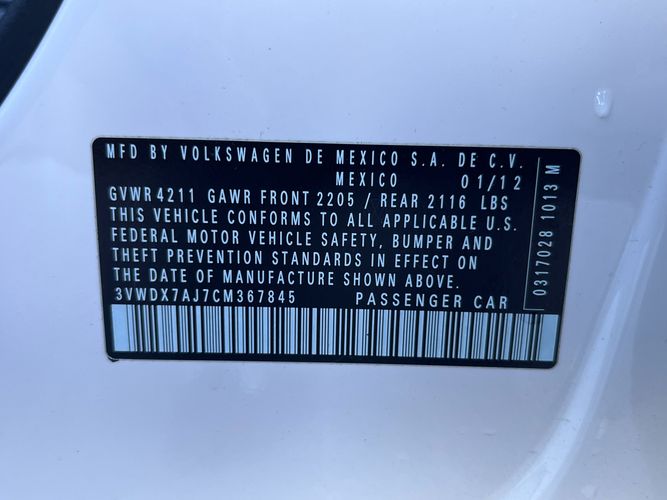 MFD BY VOLKSWAGEN DE MEXICO S.A. DE C.V.
MEXICO 01/12
GVWR 4211 GAWR FRONT 2205 / REAR 2116 LBS
THIS VEHICLE CONFORMS TO ALL APPLICABLE U.S.
FEDERAL MOTOR VEHICLE SAFETY, BUMPER AND
THEFT PREVENTION STANDARDS IN EFFECT ON
THE DATE OF MANUFACTURE SHOWN ABOVE.
3VWDX7AJ7CM367845 PASSENGER CAR
0317028 1013 M